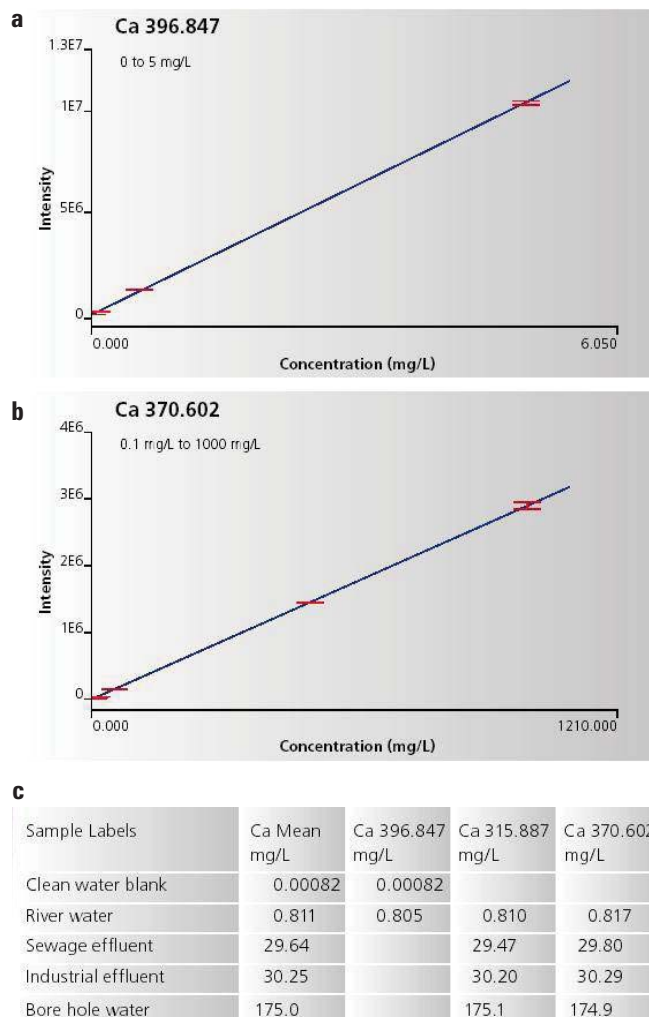 a
Ca 396.847
0 to 5 mg/L
1.3E7
1E7
5E6
0
Intensity
0.000
6.050
Concentration (mg/L)
b
Ca 370.602
0.1 mg/L to 1000 mg/L
4E6
3E6
2E6
1E6
0
Intensity
0.000
1210.000
Concentration (mg/L)
c
Sample Labels Ca Mean mg/L Ca 396.847 mg/L Ca 315.887 mg/L Ca 370.602 mg/L
Clean water blank 0.00082 0.00082
River water 0.811 0.805 0.810 0.817
Sewage effluent 29.64 29.47 29.80
Industrial effluent 30.25 30.20 30.29
Bore hole water 175.0 175.1 174.9